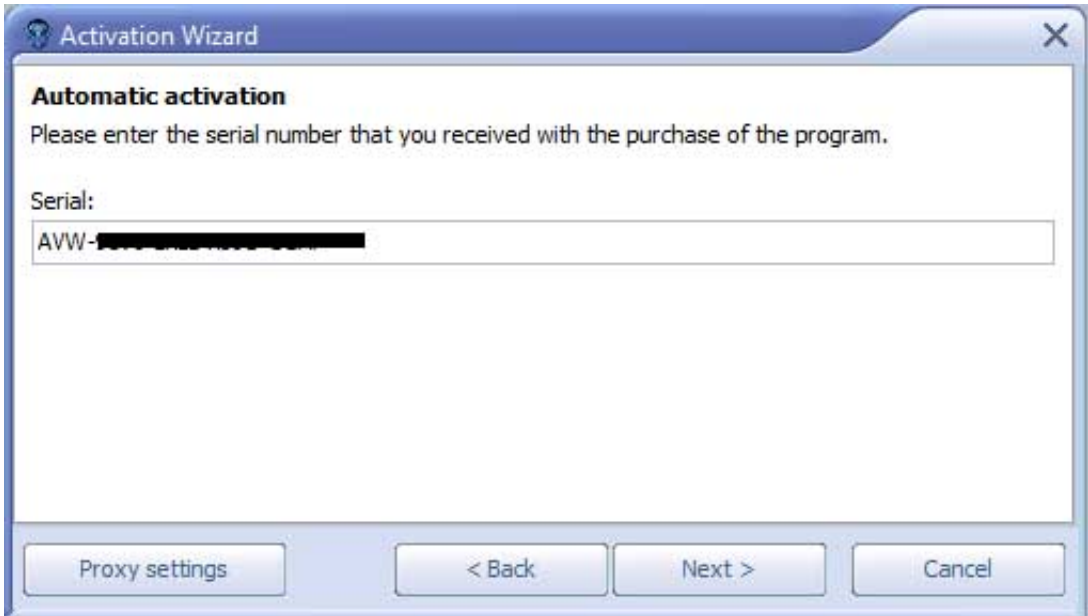 Activation Wizard
Automatic activation
Please enter the serial number that you received with the purchase of the program.
Serial:
AVW-
Proxy settings
< Back
Next >
Cancel